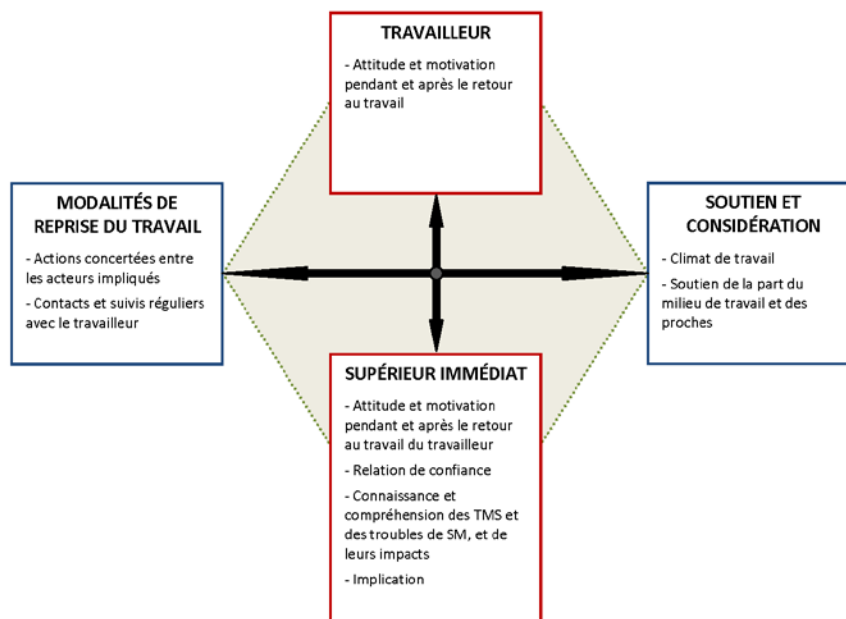 TRAVAILLEUR
- Attitude et motivation
pendant et après le retour
au travail
MODALITÉS DE
REPRISE DU TRAVAIL
- Actions concertées entre
les acteurs impliqués
- Contacts et suivis réguliers
avec le travailleur
SOUTIEN ET
CONSIDÉRATION
- Climat de travail
- Soutien de la part du
milieu de travail et des
proches
SUPÉRIEUR IMMÉDIAT
- Attitude et motivation
pendant et après le retour
au travail du travailleur
- Relation de confiance
- Connaissance et
compréhension des TMS et
des troubles de SM, et de
leurs impacts
- Implication